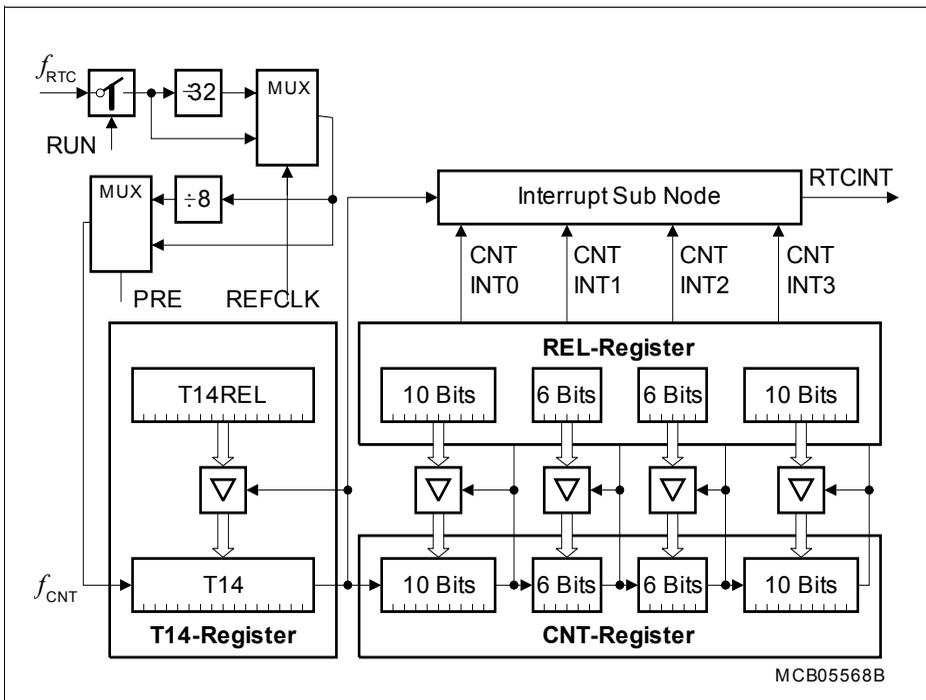 fRTC
÷32
MUX
RUN
MUX
÷8
Interrupt Sub Node
RTCINT
CNT INT0
CNT INT1
CNT INT2
CNT INT3
PRE
REFCLK
REL-Register
T14REL
10 Bits
6 Bits
6 Bits
10 Bits
fCNT
T14
10 Bits
6 Bits
6 Bits
10 Bits
T14-Register
CNT-Register
MCB05568B